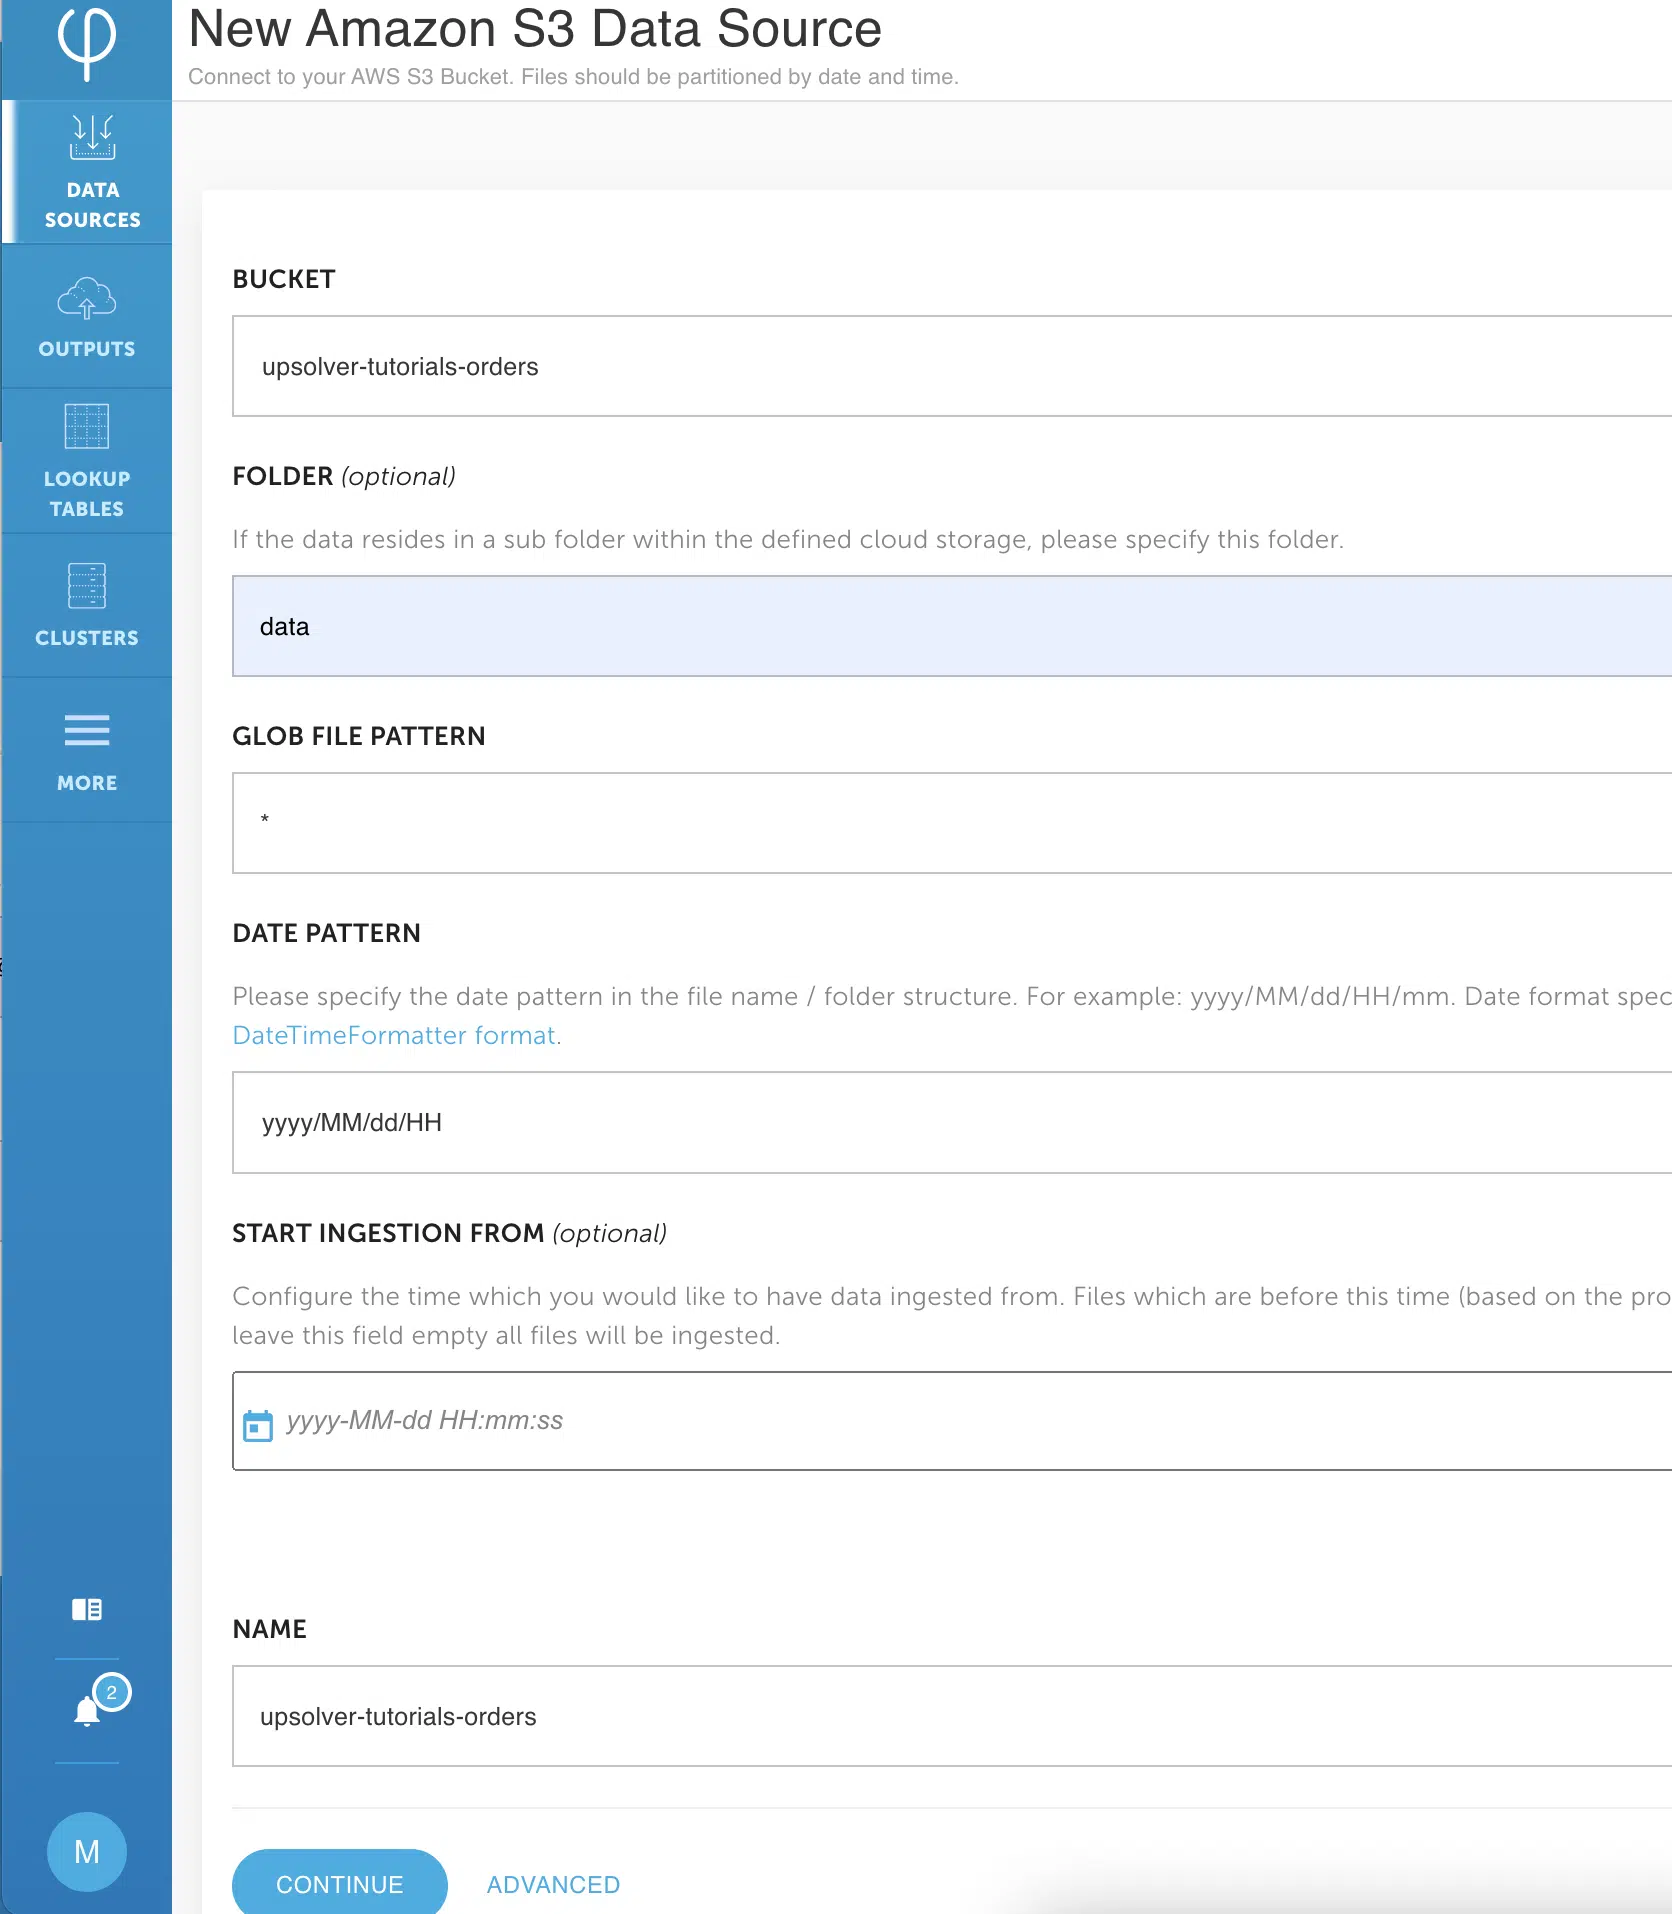 New Amazon S3 Data Source
Connect to your AWS S3 Bucket. Files should be partitioned by date and time.
DATA
SOURCES
OUTPUTS
LOOKUP
TABLES
CLUSTERS
MORE
2
M
BUCKET
upsolver-tutorials-orders
FOLDER (optional)
If the data resides in a sub folder within the defined cloud storage, please specify this folder.
data
GLOB FILE PATTERN
*
DATE PATTERN
Please specify the date pattern in the file name / folder structure. For example: yyyy/MM/dd/HH/mm. Date format spec
DateTimeFormatter format.
yyyy/MM/dd/HH
START INGESTION FROM (optional)
Configure the time which you would like to have data ingested from. Files which are before this time (based on the pro
leave this field empty all files will be ingested.
yyyy-MM-dd HH:mm:ss
NAME
upsolver-tutorials-orders
CONTINUE
ADVANCED